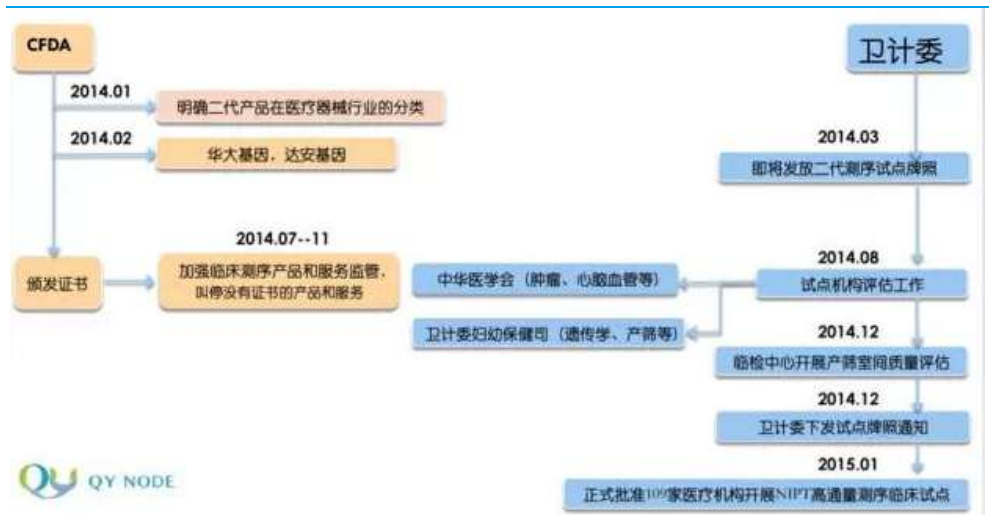 CFDA
卫计委
2014.01
明确二代产品在医疗器械行业的分类
2014.02
华大基因、达安基因
2014.03
即将发放二代测序试点牌照
2014.07--11
颁发证书
加强临床测序产品和服务监管、
叫停没有证书的产品和服务
2014.08
试点机构评估工作
中华医学会（肿瘤、心脑血管等）
卫计委妇幼保健司（遗传学、产筛等）
2014.12
临检中心开展产筛室间质量评估
2014.12
卫计委下发试点牌照通知
2015.01
正式批准109家医疗机构开展NIPT高通量测序临床试点
QY NODE